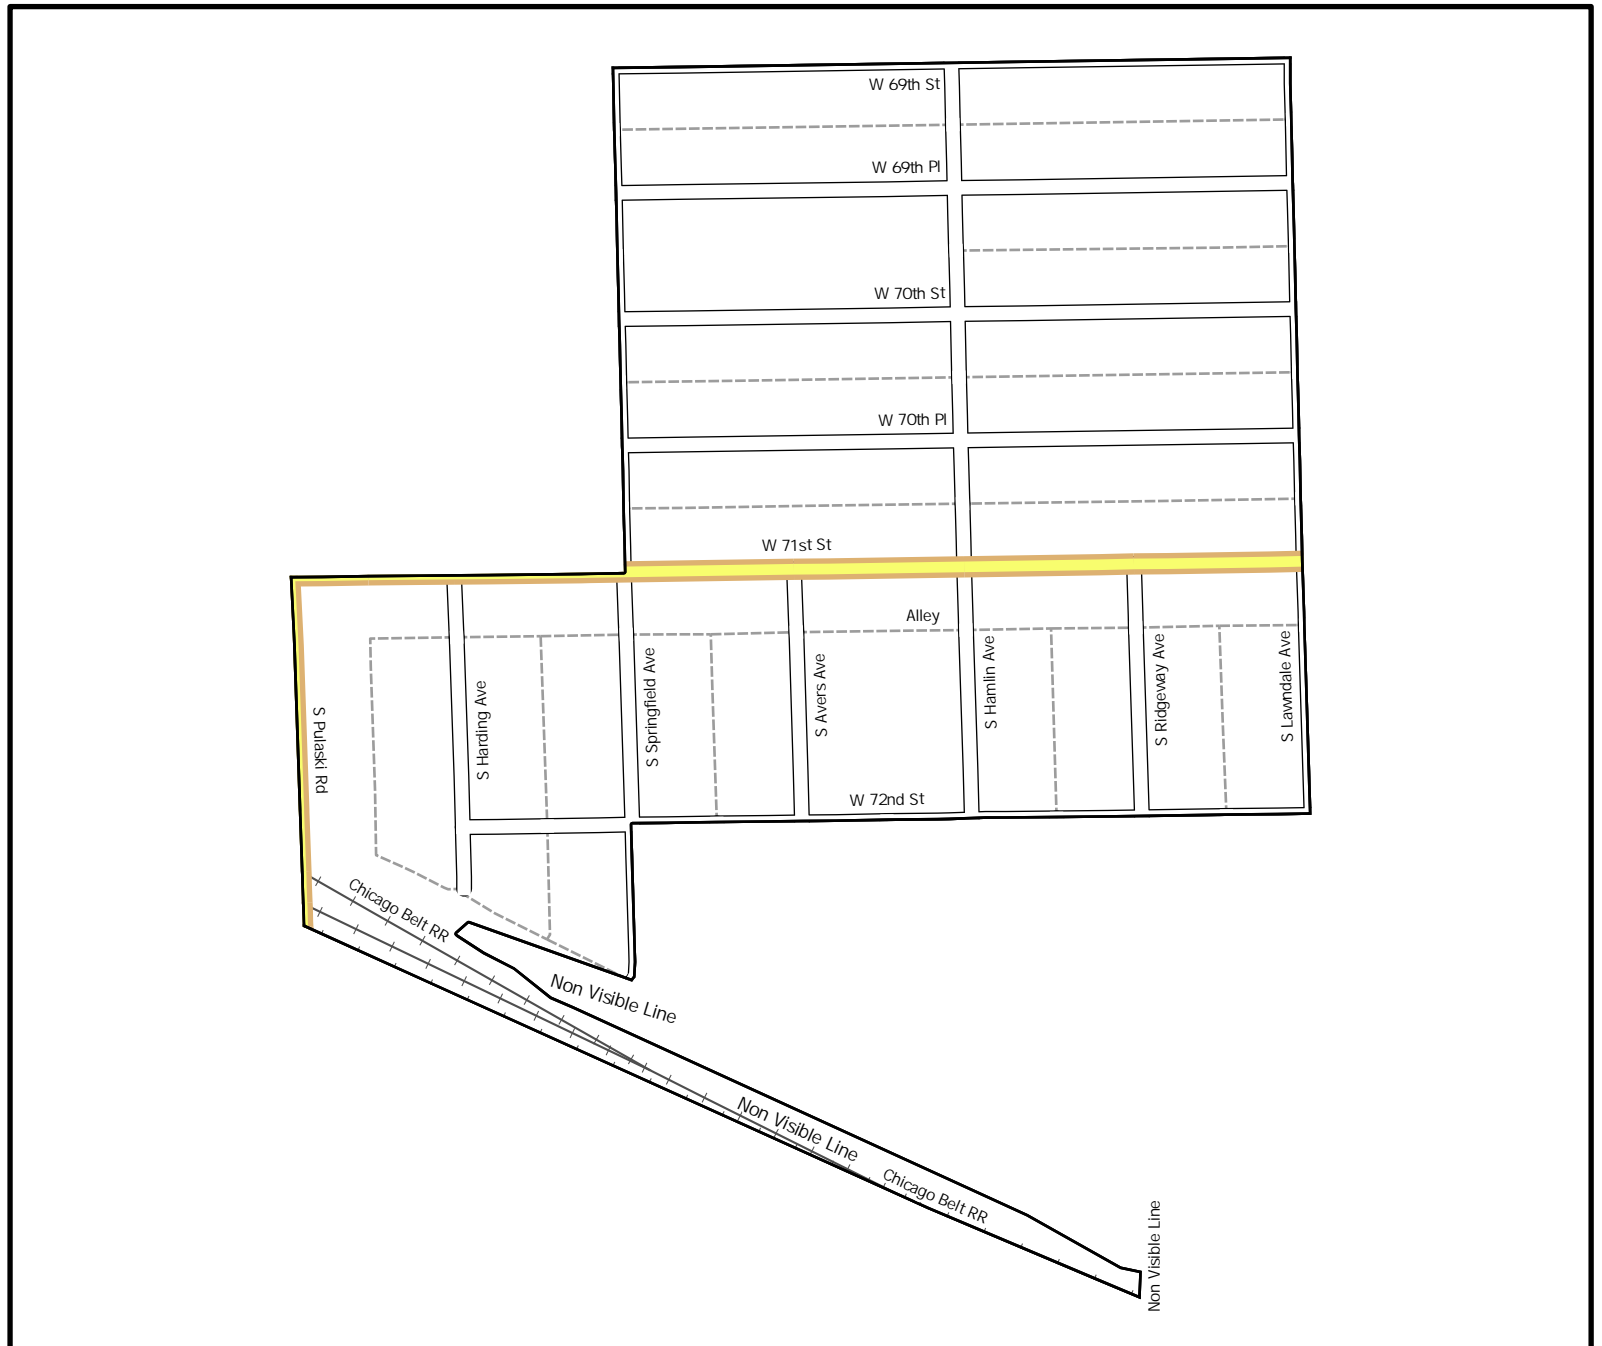 W 69th St
W 69th Pl
W 70th St
W 70th Pl
W 71st St
Alley
S Pulaski Rd
S Harding Ave
S Springfield Ave
S Avers Ave
S Hamlin Ave
S Ridgeway Ave
S Lawndale Ave
W 72nd St
Chicago Belt RR
Non Visible Line
Non Visible Line
Chicago Belt RR
Non Visible Line